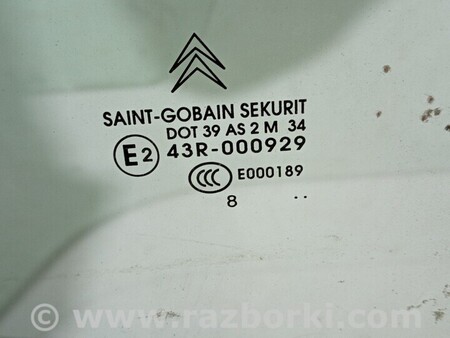 SAINT-GOBAIN SEKURIT
DOT 39 AS 2 M 34
E2 43R-000929
CCC E000189
8 ..
© www.razborki.com